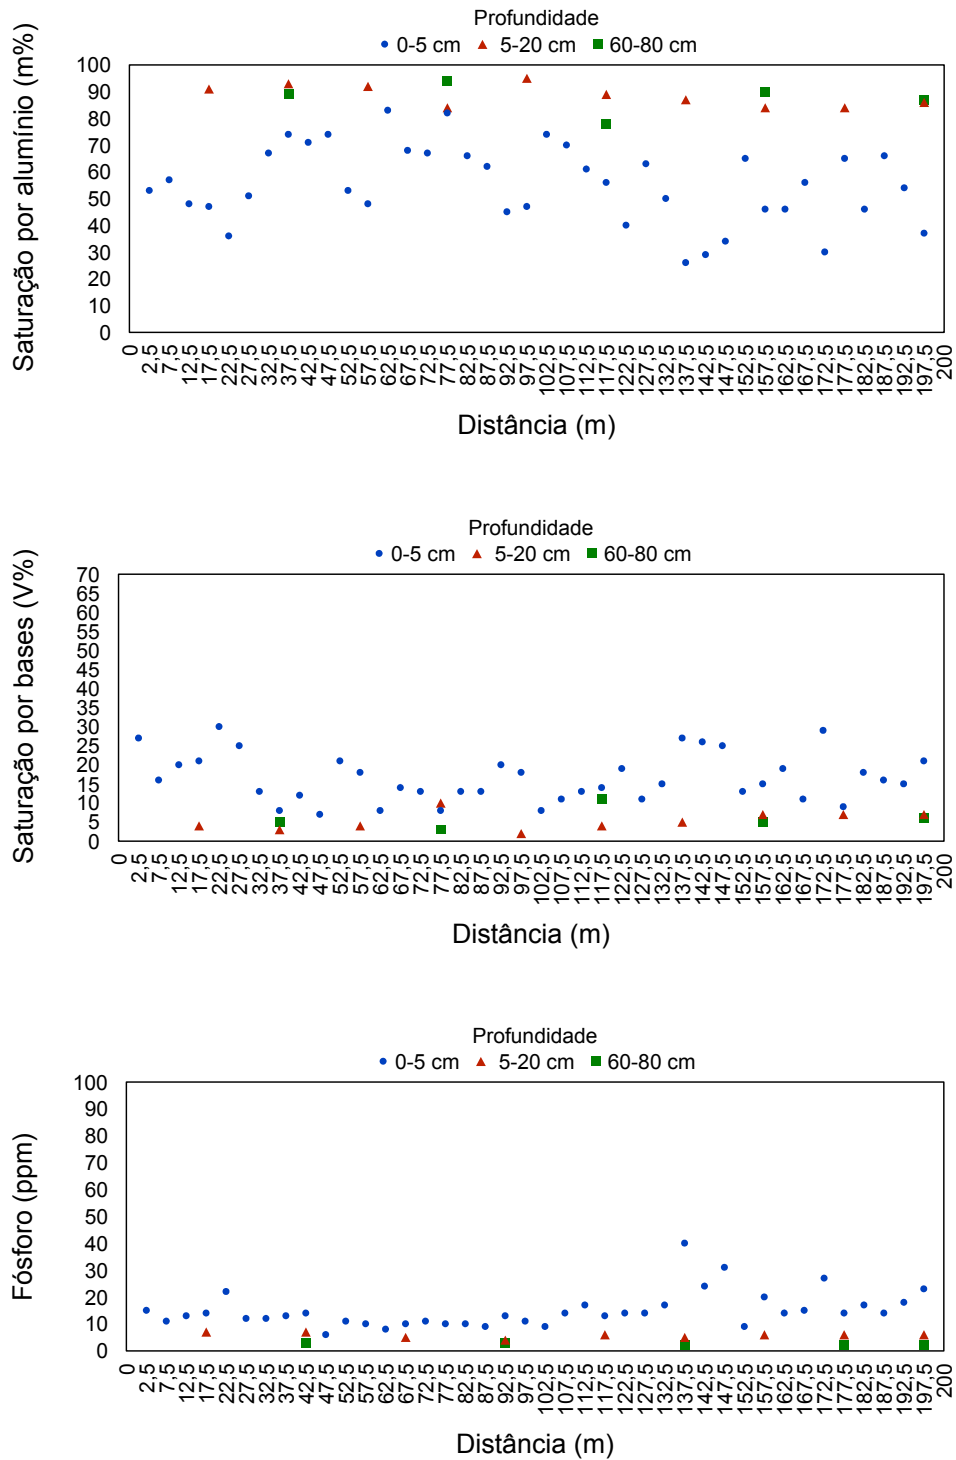 Profundidade
0-5 cm 5-20 cm 60-80 cm
Saturação por alumínio (m%)
100
90
80
70
60
50
40
30
20
10
0
0 2,5 7,5 12,5 17,5 22,5 27,5 32,5 37,5 42,5 47,5 52,5 57,5 62,5 67,5 72,5 77,5 82,5 87,5 92,5 97,5 102,5 107,5 112,5 117,5 122,5 127,5 132,5 137,5 142,5 147,5 152,5 157,5 162,5 167,5 172,5 177,5 182,5 187,5 192,5 197,5 200
Distância (m)
Profundidade
0-5 cm 5-20 cm 60-80 cm
Saturação por bases (V%)
70
65
60
55
50
45
40
35
30
25
20
15
10
5
0
0 2,5 7,5 12,5 17,5 22,5 27,5 32,5 37,5 42,5 47,5 52,5 57,5 62,5 67,5 72,5 77,5 82,5 87,5 92,5 97,5 102,5 107,5 112,5 117,5 122,5 127,5 132,5 137,5 142,5 147,5 152,5 157,5 162,5 167,5 172,5 177,5 182,5 187,5 192,5 197,5 200
Distância (m)
Profundidade
0-5 cm 5-20 cm 60-80 cm
Fósforo (ppm)
100
90
80
70
60
50
40
30
20
10
0
0 2,5 7,5 12,5 17,5 22,5 27,5 32,5 37,5 42,5 47,5 52,5 57,5 62,5 67,5 72,5 77,5 82,5 87,5 92,5 97,5 102,5 107,5 112,5 117,5 122,5 127,5 132,5 137,5 142,5 147,5 152,5 157,5 162,5 167,5 172,5 177,5 182,5 187,5 192,5 197,5 200
Distância (m)